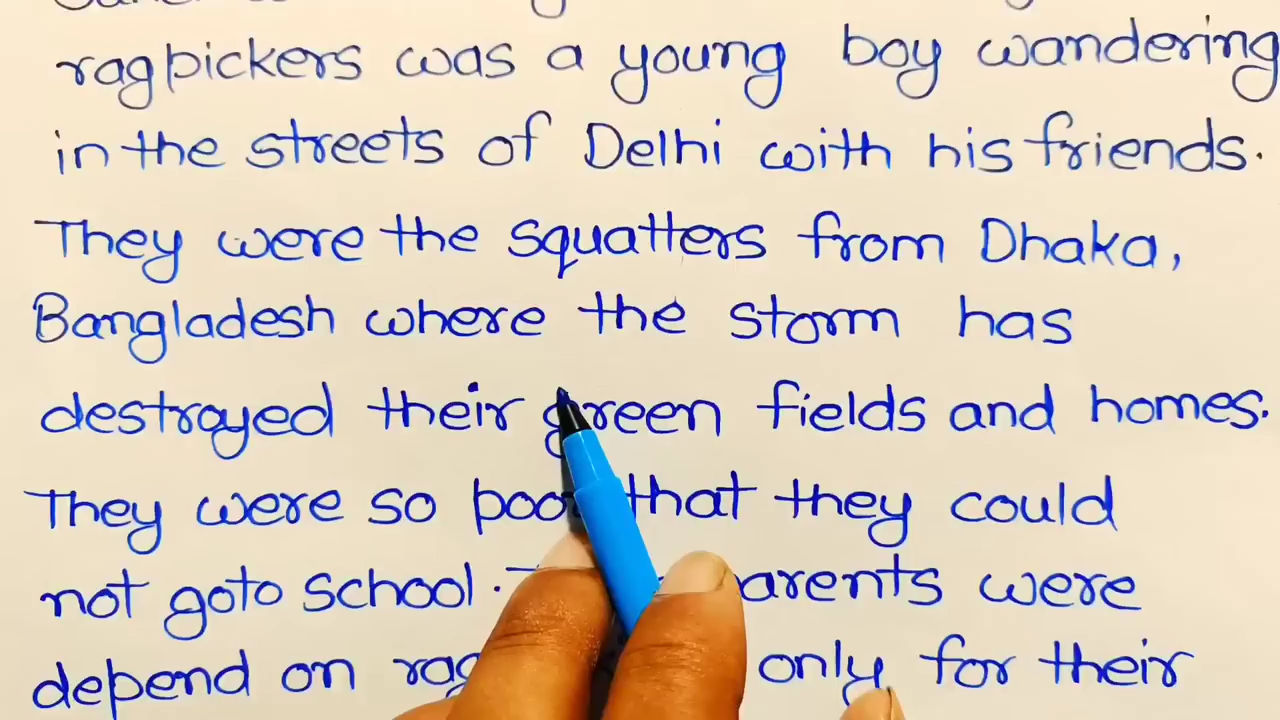 ragpickers was a young boy wandering
in the streets of Delhi with his friends.
They were the squatters from Dhaka,
Bangladesh where the storm has
destroyed their green fields and homes.
They were so poor that they could
not goto school. parents were
depend on only for their